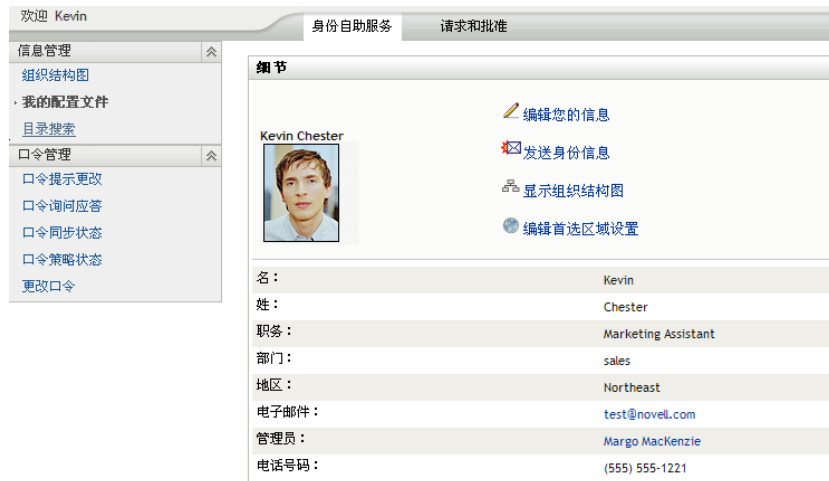 欢迎 Kevin
身份自助服务
请求和批准
信息管理
组织结构图
我的配置文件
目录搜索
口令管理
口令提示更改
口令询问应答
口令同步状态
口令策略状态
更改口令
细节
Kevin Chester
编辑您的信息
发送身份信息
显示组织结构图
编辑首选区域设置
名： Kevin
姓： Chester
职务： Marketing Assistant
部门： sales
地区： Northeast
电子邮件： test@novell.com
管理员： Margo MacKenzie
电话号码： (555) 555-1221